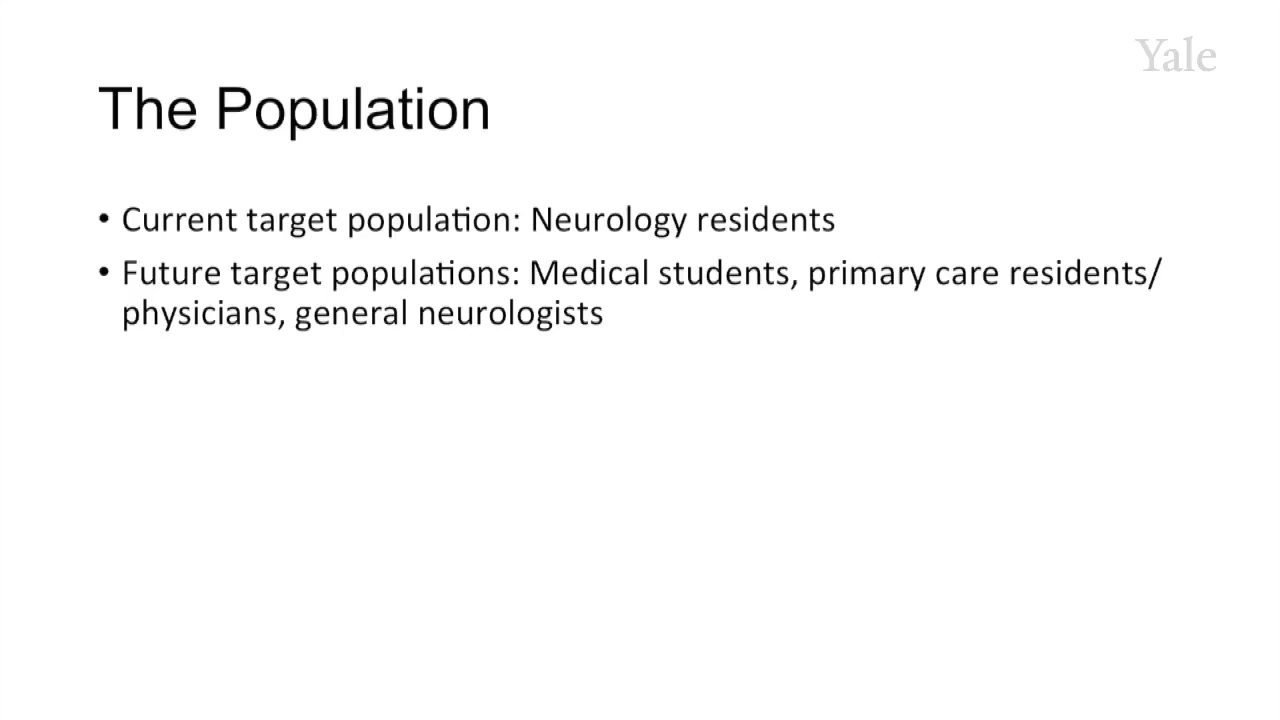 Yale
The Population
• Current target population: Neurology residents
• Future target populations: Medical students, primary care residents/
physicians, general neurologists